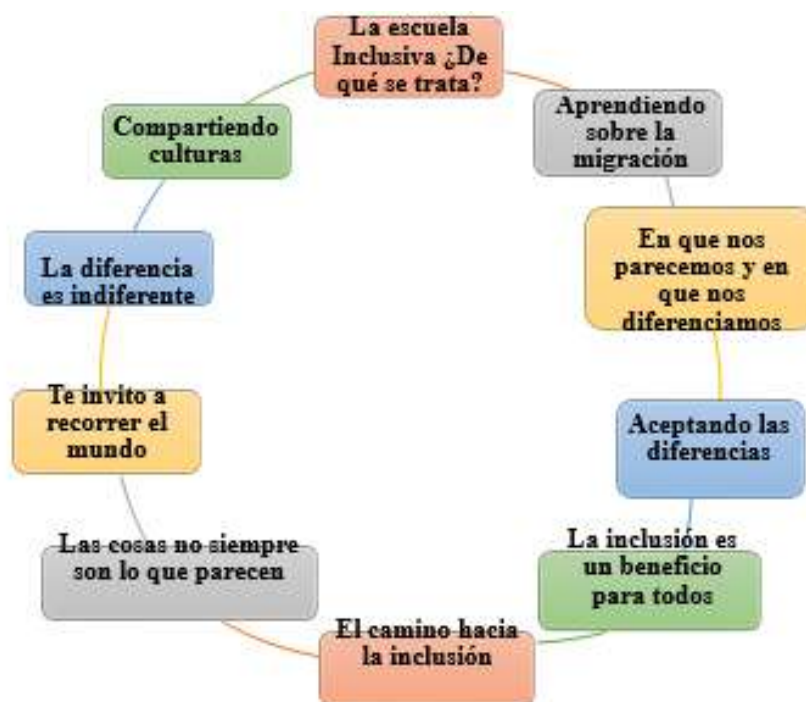 La escuela
Inclusiva ¿De
qué se trata?
Aprendiendo
sobre la
migración
En que nos
parecemos y en
que nos
diferenciamos
Aceptando las
diferencias
La inclusión es
un beneficio
para todos
El camino hacia
la inclusión
Las cosas no siempre
son lo que parecen
Te invito a
recorrer el
mundo
La diferencia
es indiferente
Compartiendo
culturas